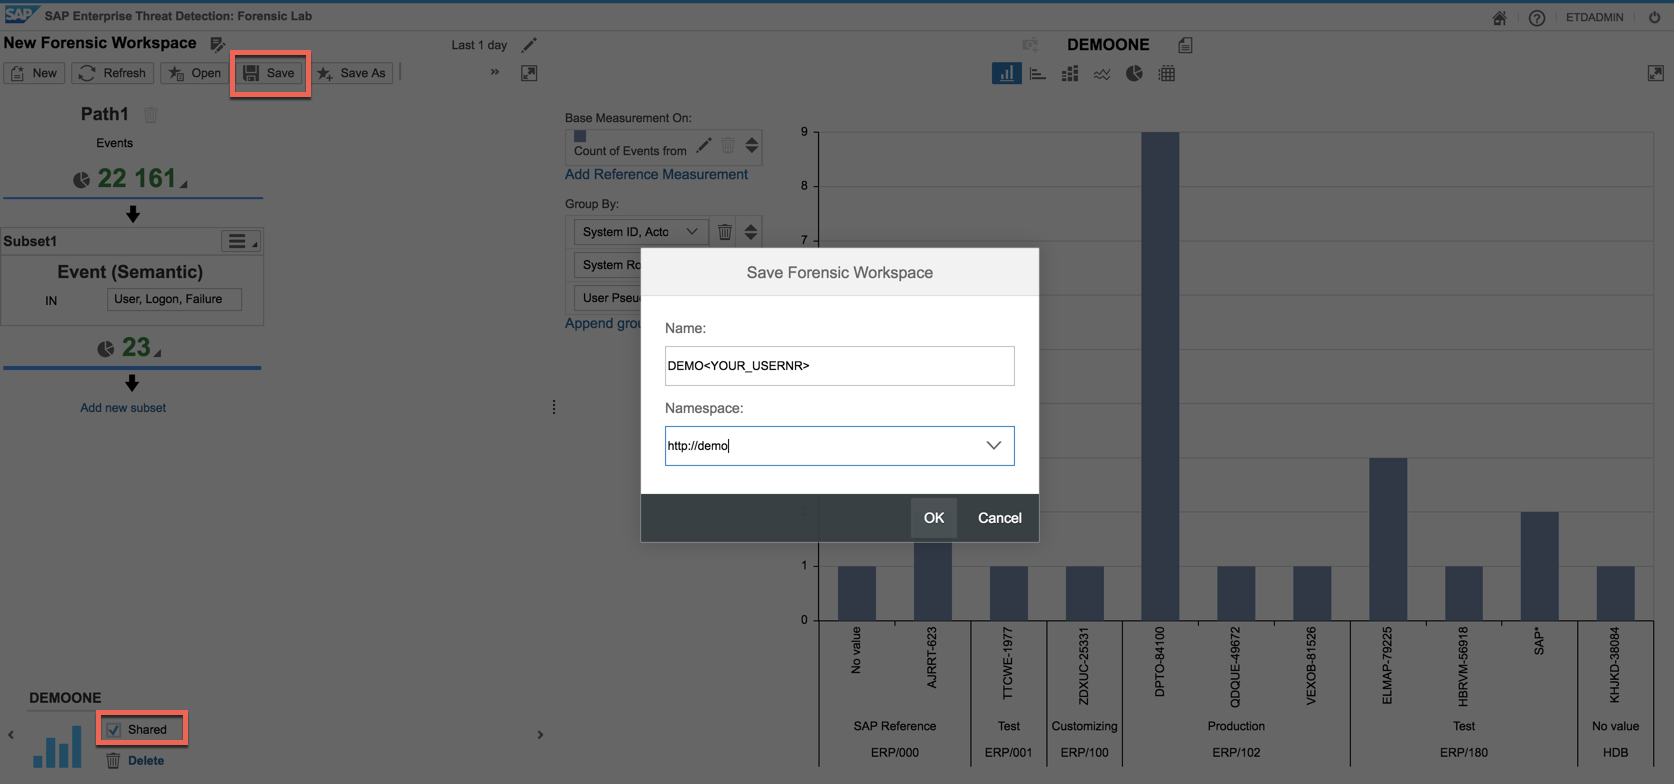 SAP SAP Enterprise Threat Detection: Forensic Lab
ETDADMIN
New Forensic Workspace
Last 1 day
DEMOONE
New Refresh Open Save Save As
»
Path1
Events
22 161
Subset1
Event (Semantic)
IN User, Logon, Failure
23
Add new subset
Base Measurement On:
Count of Events from
Add Reference Measurement
Group By:
System ID, Acto
System Ro
User Pseu
Append grou
Save Forensic Workspace
Name:
DEMO<YOUR_USERNR>
Namespace:
http://demo
OK Cancel
9
8
7
1
0
No value
AJRRT-623
TTCWE-1977
ZDXUC-25331
DPTO-84100
QDQUE-49672
VEXOB-81526
ELMAP-79225
HBRVM-56918
SAP*
KHJKD-38084
SAP Reference Test Customizing Production Test No value
ERP/000 ERP/001 ERP/100 ERP/102 ERP/180 HDB
DEMOONE
Shared
Delete